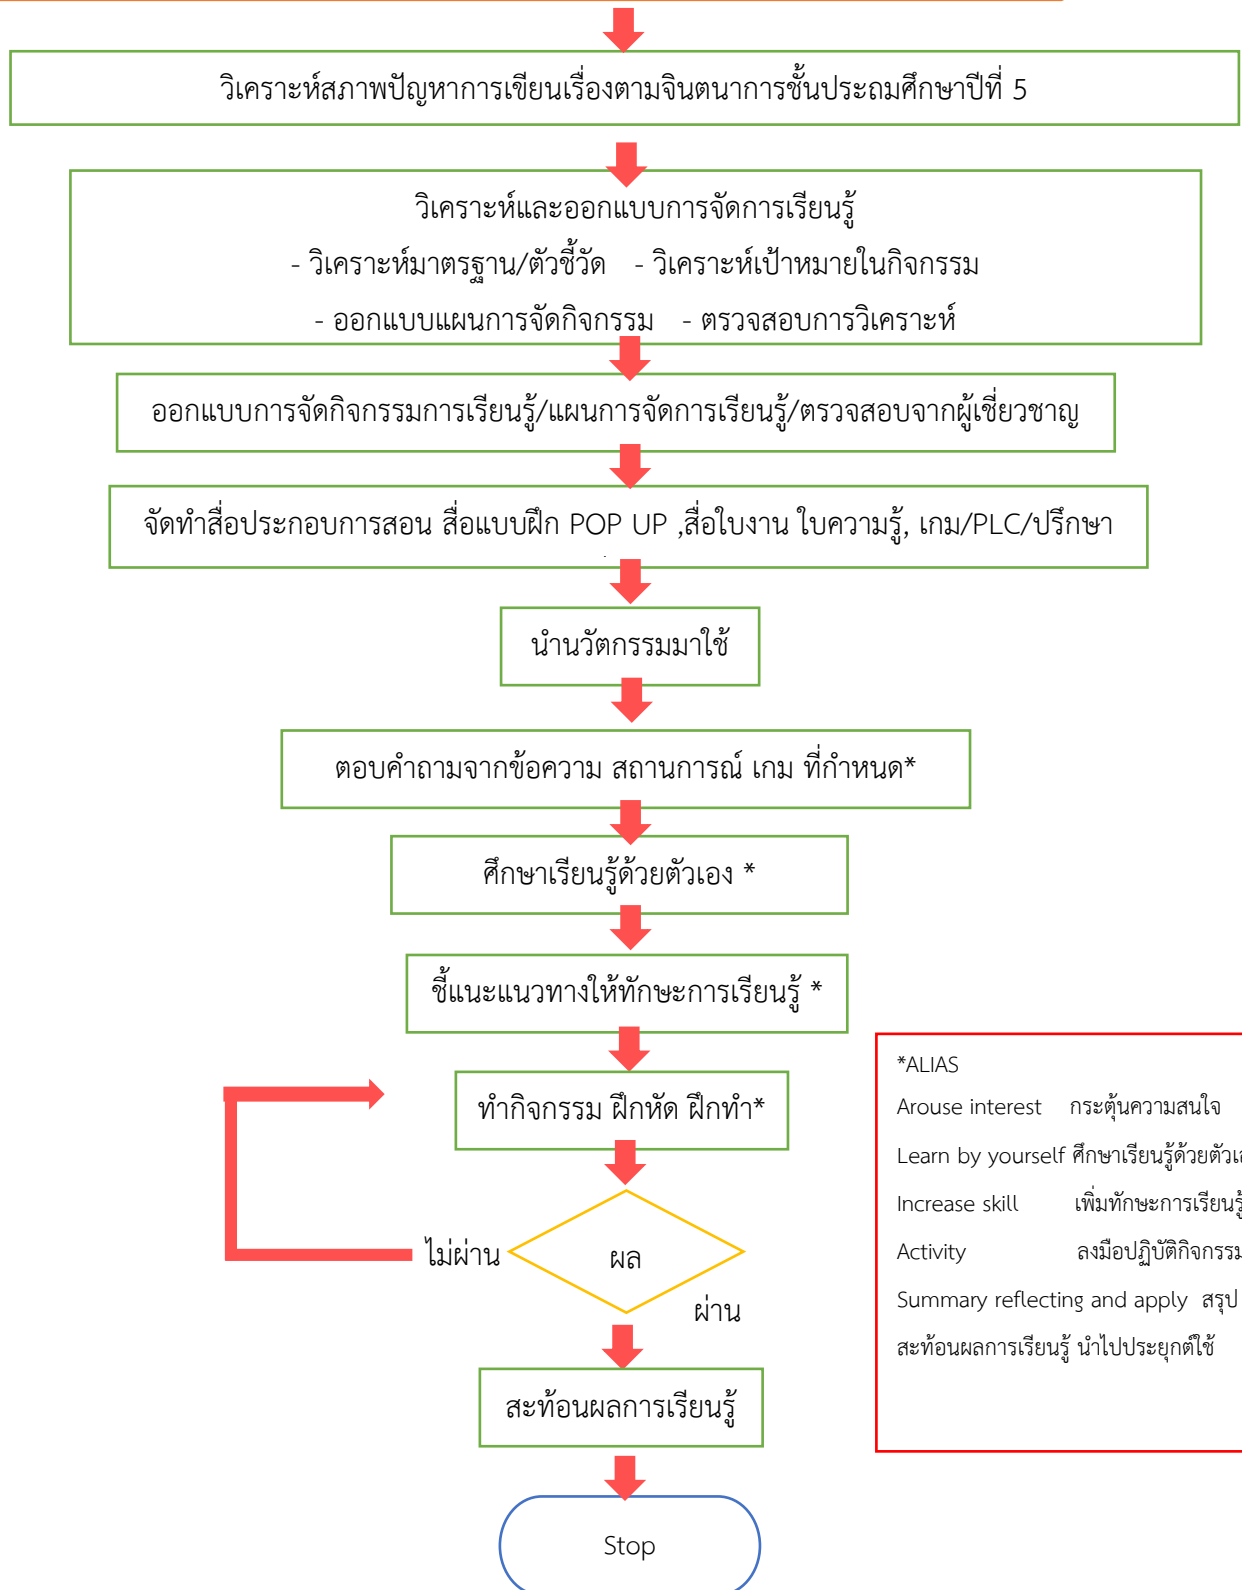 วิเคราะห์สภาพปัญหาการเขียนเรื่องตามจินตนาการชั้นประถมศึกษาปีที่ 5
วิเคราะห์และออกแบบการจัดการเรียนรู้
- วิเคราะห์มาตรฐาน/ตัวชี้วัด - วิเคราะห์เป้าหมายในกิจกรรม
- ออกแบบแผนการจัดกิจกรรม - ตรวจสอบการวิเคราะห์
ออกแบบการจัดกิจกรรมการเรียนรู้/แผนการจัดการเรียนรู้/ตรวจสอบจากผู้เชี่ยวชาญ
จัดทำสื่อประกอบการสอน สื่อแบบฝึก POP UP ,สื่อใบงาน ใบความรู้, เกม/PLC/ปรึกษา
นำนวัตกรรมมาใช้
ตอบคำถามจากข้อความ สถานการณ์ เกม ที่กำหนด*
ศึกษาเรียนรู้ด้วยตัวเอง *
ชี้แนะแนวทางให้ทักษะการเรียนรู้ *
ทำกิจกรรม ฝึกหัด ฝึกทำ*
ไม่ผ่าน
ผล
ผ่าน
สะท้อนผลการเรียนรู้
Stop
*ALIAS
Arouse interest กระตุ้นความสนใจ
Learn by yourself ศึกษาเรียนรู้ด้วย
Increase skill เพิ่มทักษะการเรียนรู้
Activity ลงมือปฏิบัติกิจกรรม
Summary reflecting and apply สรุป
สะท้อนผลการเรียนรู้ นำไปประยุกต์ใช้